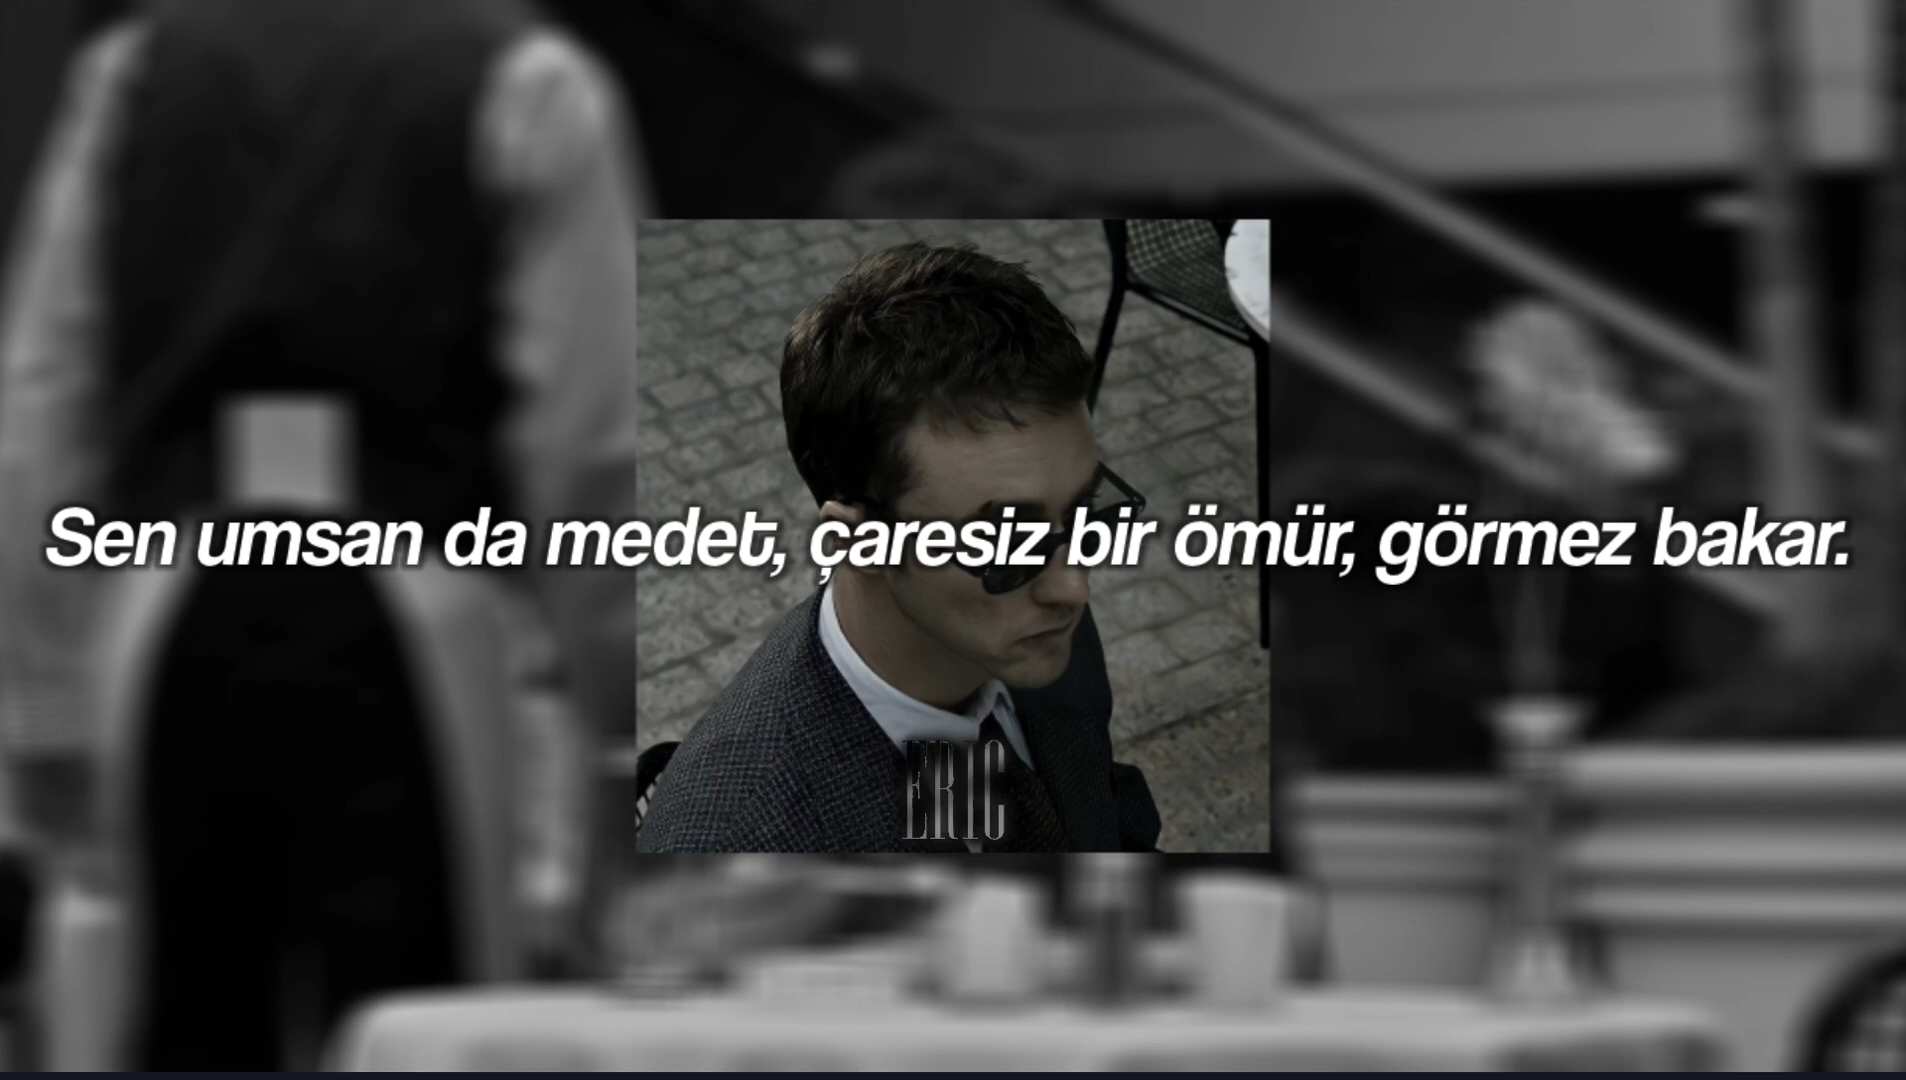 Sen umsan da medet, çaresiz bir ömür, görmez bakar.
ERIC